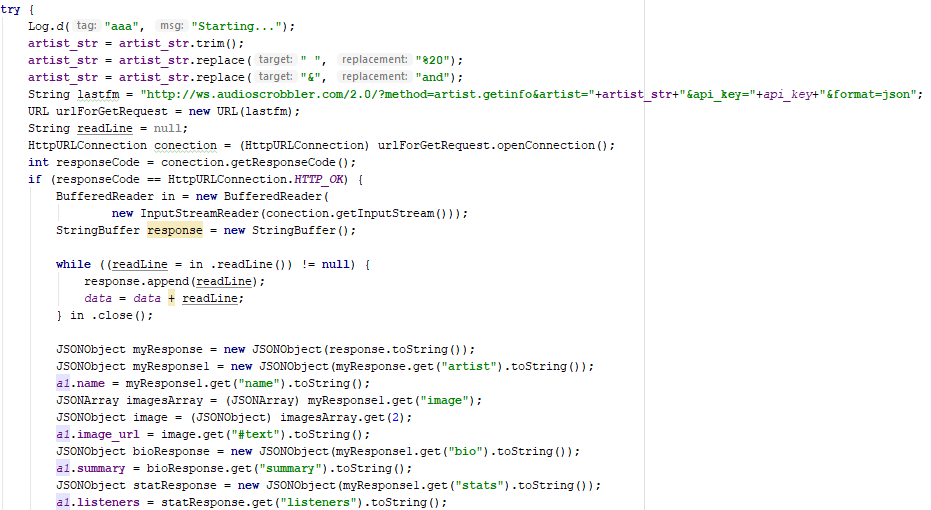 try {
    Log.d( tag: "aaa", msg: "Starting...");
    artist_str = artist_str.trim();
    artist_str = artist_str.replace( target: " ", replacement: "%20");
    artist_str = artist_str.replace( target: "&", replacement: "and");
    String lastfm = "http://ws.audioscrobbler.com/2.0/?method=artist.getinfo&artist="+artist_str+"&api_key="+api_key+"&format=json";
    URL urlForGetRequest = new URL(lastfm);
    String readLine = null;
    HttpURLConnection conection = (HttpURLConnection) urlForGetRequest.openConnection();
    int responseCode = conection.getResponseCode();
    if (responseCode == HttpURLConnection.HTTP_OK) {
        BufferedReader in = new BufferedReader(
                new InputStreamReader(conection.getInputStream()));
        StringBuffer response = new StringBuffer();
        while ((readLine = in .readLine()) != null) {
            response.append(readLine);
            data = data + readLine;
        } in .close();
        JSONObject myResponse = new JSONObject(response.toString());
        JSONObject myResponse1 = new JSONObject(myResponse.get("artist").toString());
        a1.name = myResponse1.get("name").toString();
        JSONArray imagesArray = (JSONArray) myResponse1.get("image");
        JSONObject image = (JSONObject) imagesArray.get(2);
        a1.image_url = image.get("#text").toString();
        JSONObject bioResponse = new JSONObject(myResponse1.get("bio").toString());
        a1.summary = bioResponse.get("summary").toString();
        JSONObject statResponse = new JSONObject(myResponse1.get("stats").toString());
        a1.listeners = statResponse.get("listeners").toString();